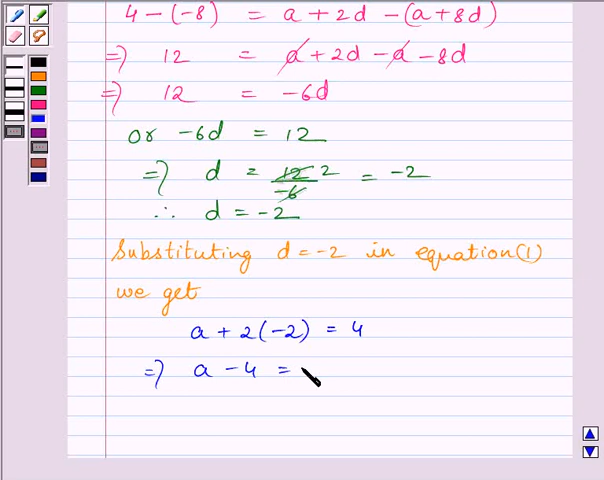 4 - (-8) = a + 2d - (a + 8d)
=) 12 = a + 2d - a - 8d
=) 12 = -6d
or -6d = 12
=) d = 12/-6 2 = -2
∴ d = -2
Substituting d = -2 in equation(1)
we get
a + 2(-2) = 4
=) a - 4 =